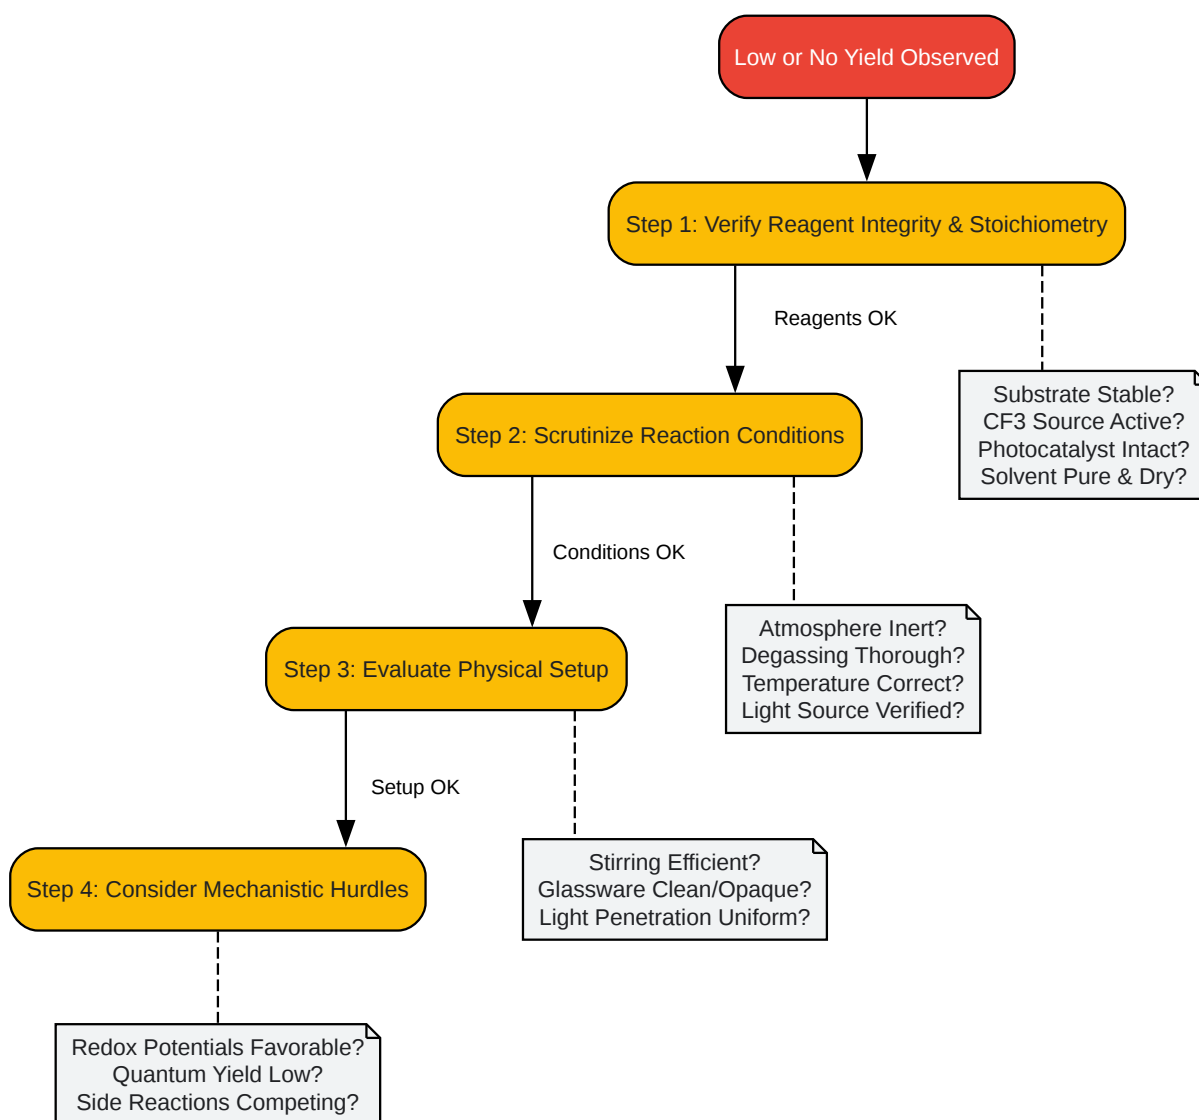 Low or No Yield Observed
Step 1: Verify Reagent Integrity & Stoichiometry
Reagents OK
Substrate Stable?
CF3 Source Active?
Photocatalyst Intact?
Solvent Pure & Dry?
Step 2: Scrutinize Reaction Conditions
Conditions OK
Atmosphere Inert?
Degassing Thorough?
Temperature Correct?
Light Source Verified?
Step 3: Evaluate Physical Setup
Setup OK
Stirring Efficient?
Glassware Clean/Opaque?
Light Penetration Uniform?
Step 4: Consider Mechanistic Hurdles
Redox Potentials Favorable?
Quantum Yield Low?
Side Reactions Competing?